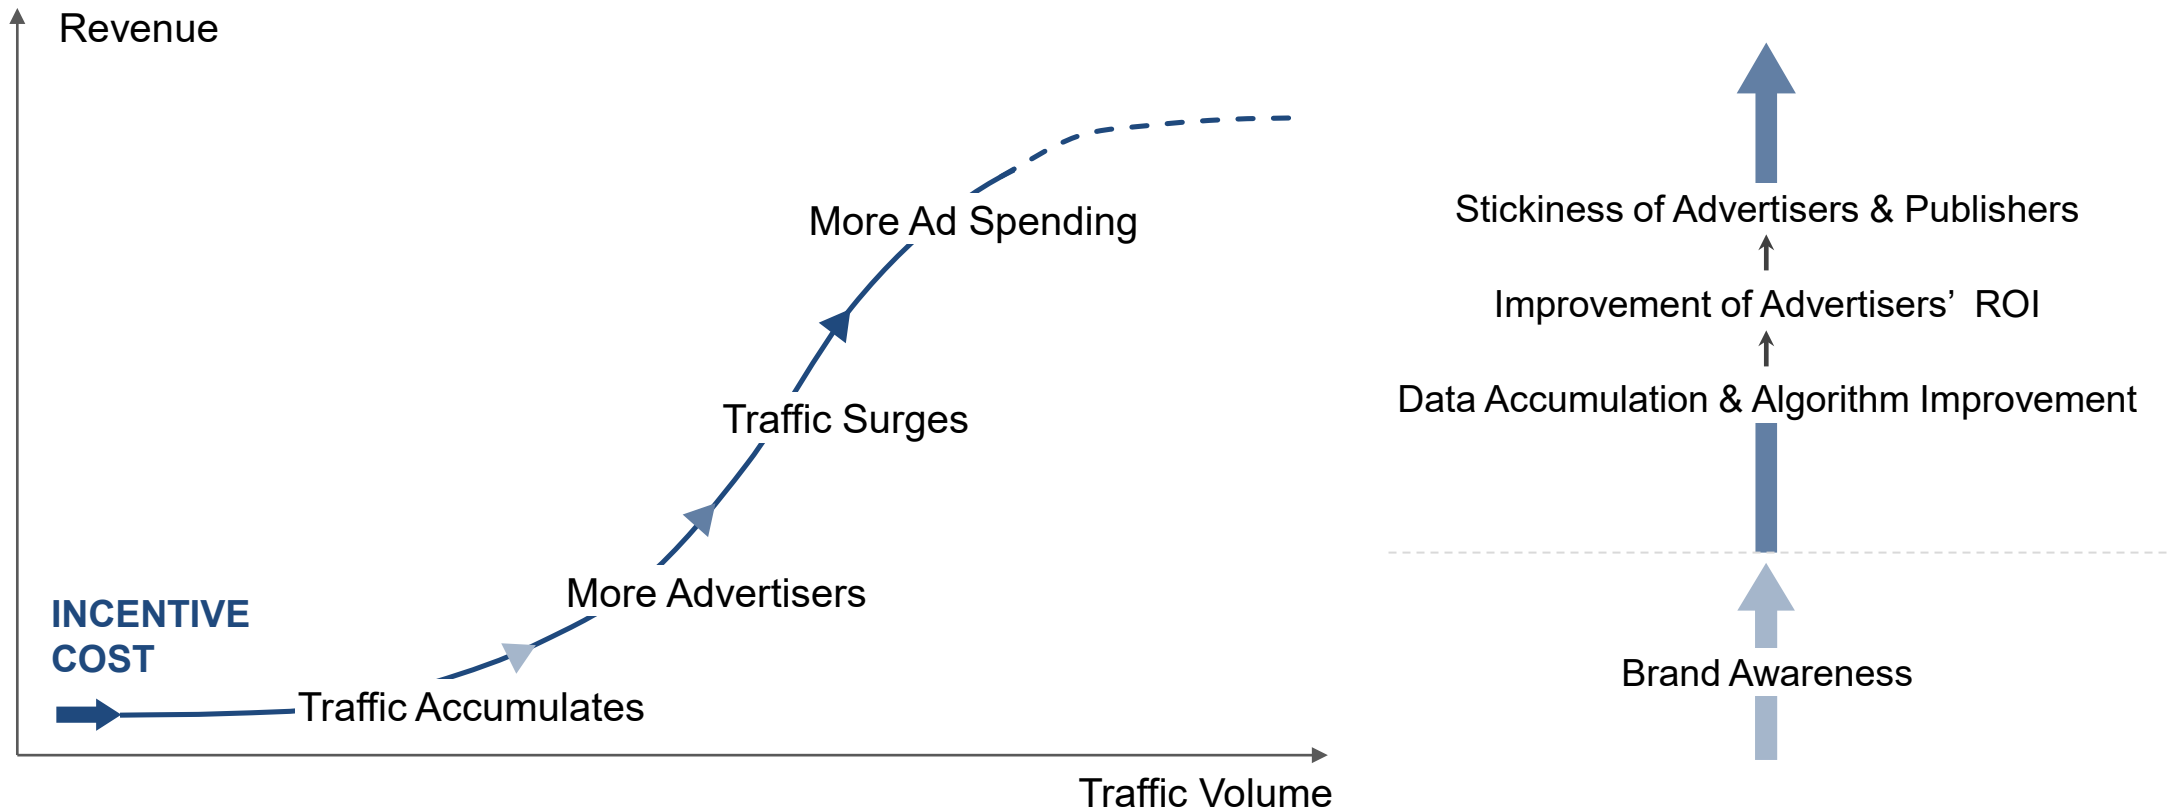 Revenue
More Ad Spending
Traffic Surges
More Advertisers
INCENTIVE
COST
Traffic Accumulates
Traffic Volume
Stickiness of Advertisers & Publishers
Improvement of Advertisers’  ROI
Data Accumulation & Algorithm Improvement
Brand Awareness